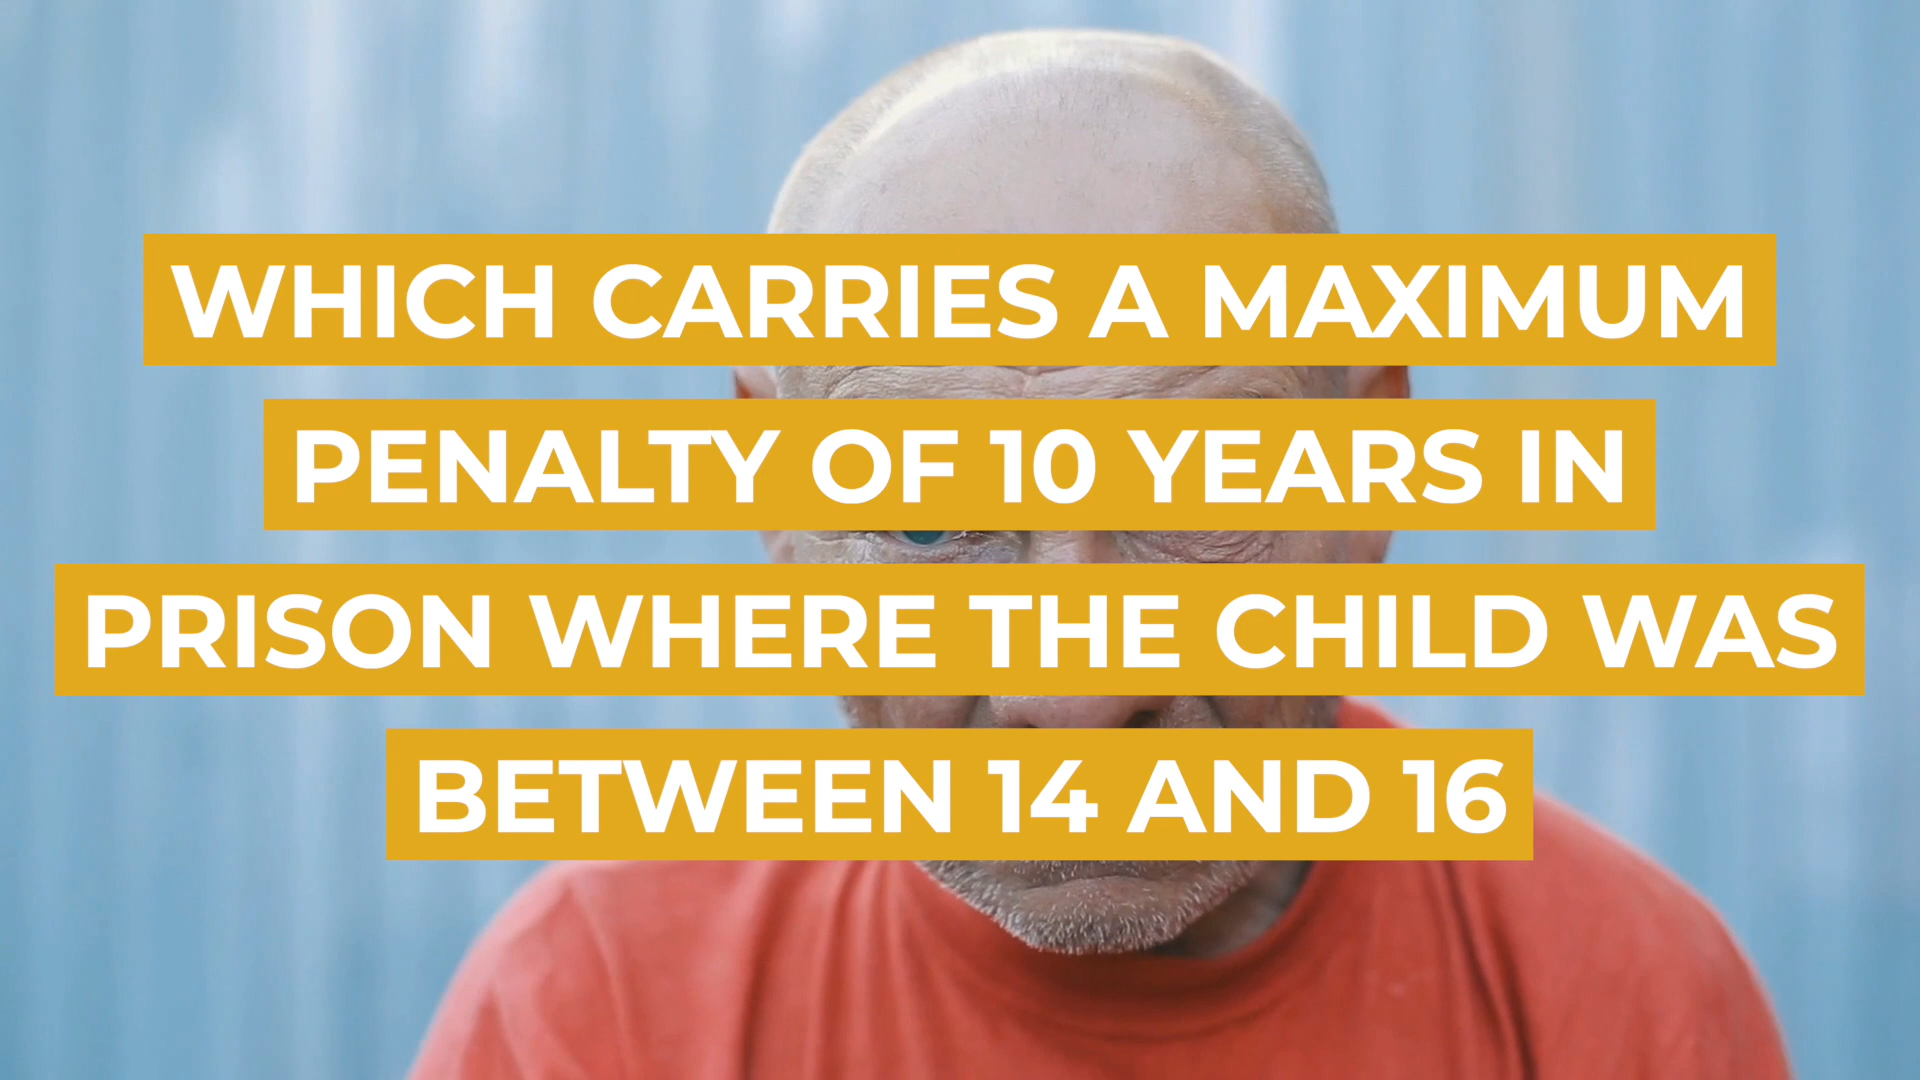 WHICH CARRIES A MAXIMUM
PENALTY OF 10 YEARS IN
PRISON WHERE THE CHILD WAS
BETWEEN 14 AND 16